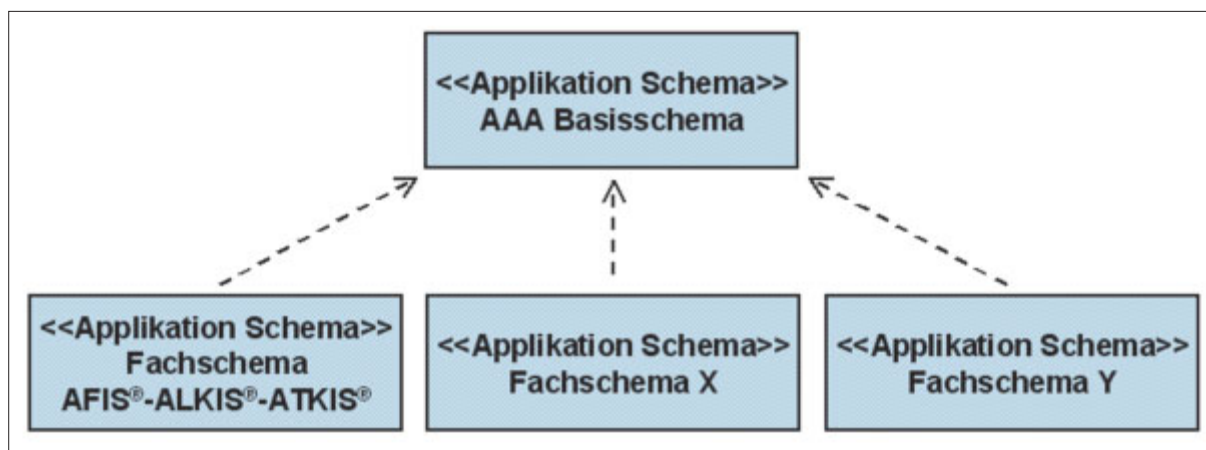 <<Applikation Schema>>
AAA Basisschema
<<Applikation Schema>>
Fachschema
AFIS®-ALKIS®-ATKIS®
<<Applikation Schema>>
Fachschema X
<<Applikation Schema>>
Fachschema Y